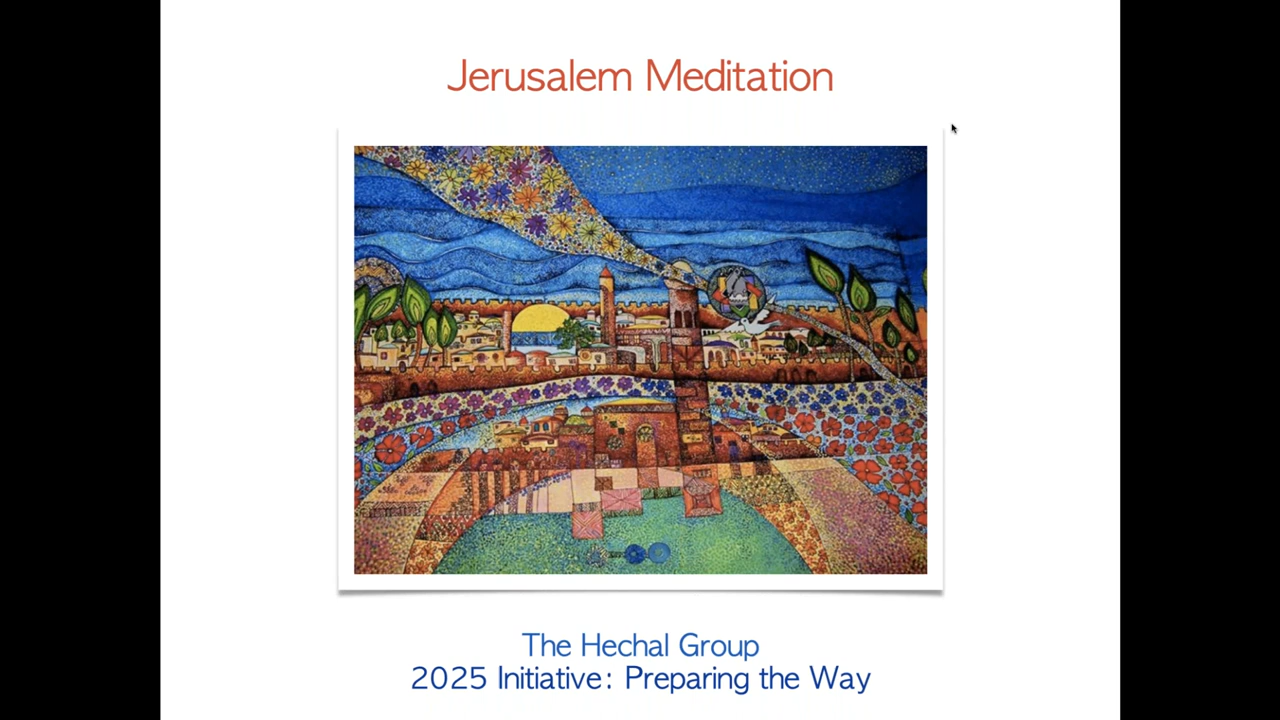 Jerusalem Meditation
The Hechal Group
2025 Initiative: Preparing the Way